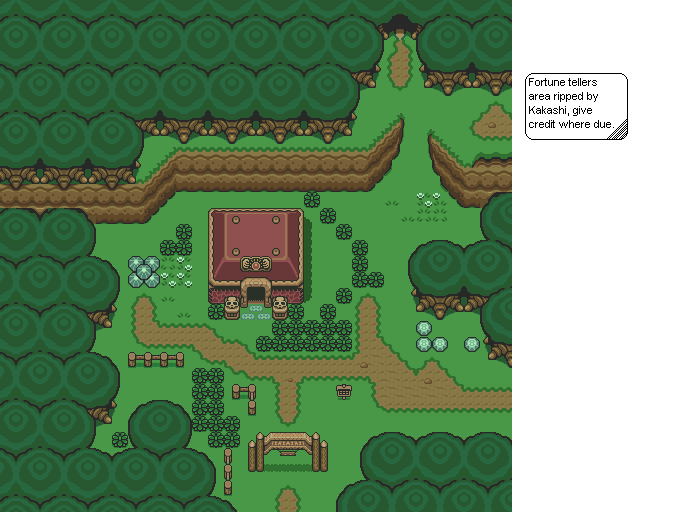 Fortune tellers
area ripped by
Kakashi, give
credit where due.